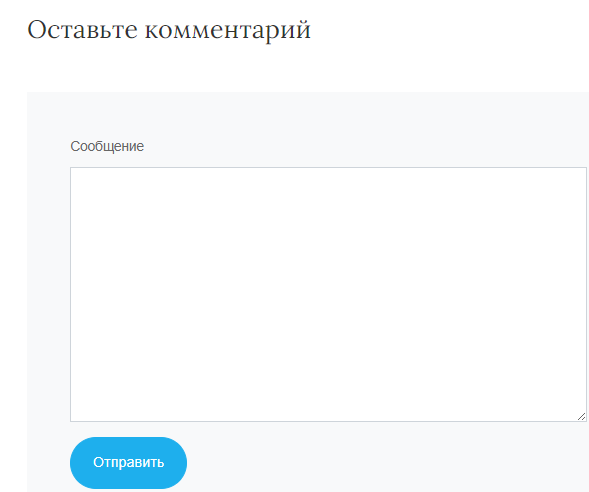 Оставьте комментарий
Сообщение
Отправить